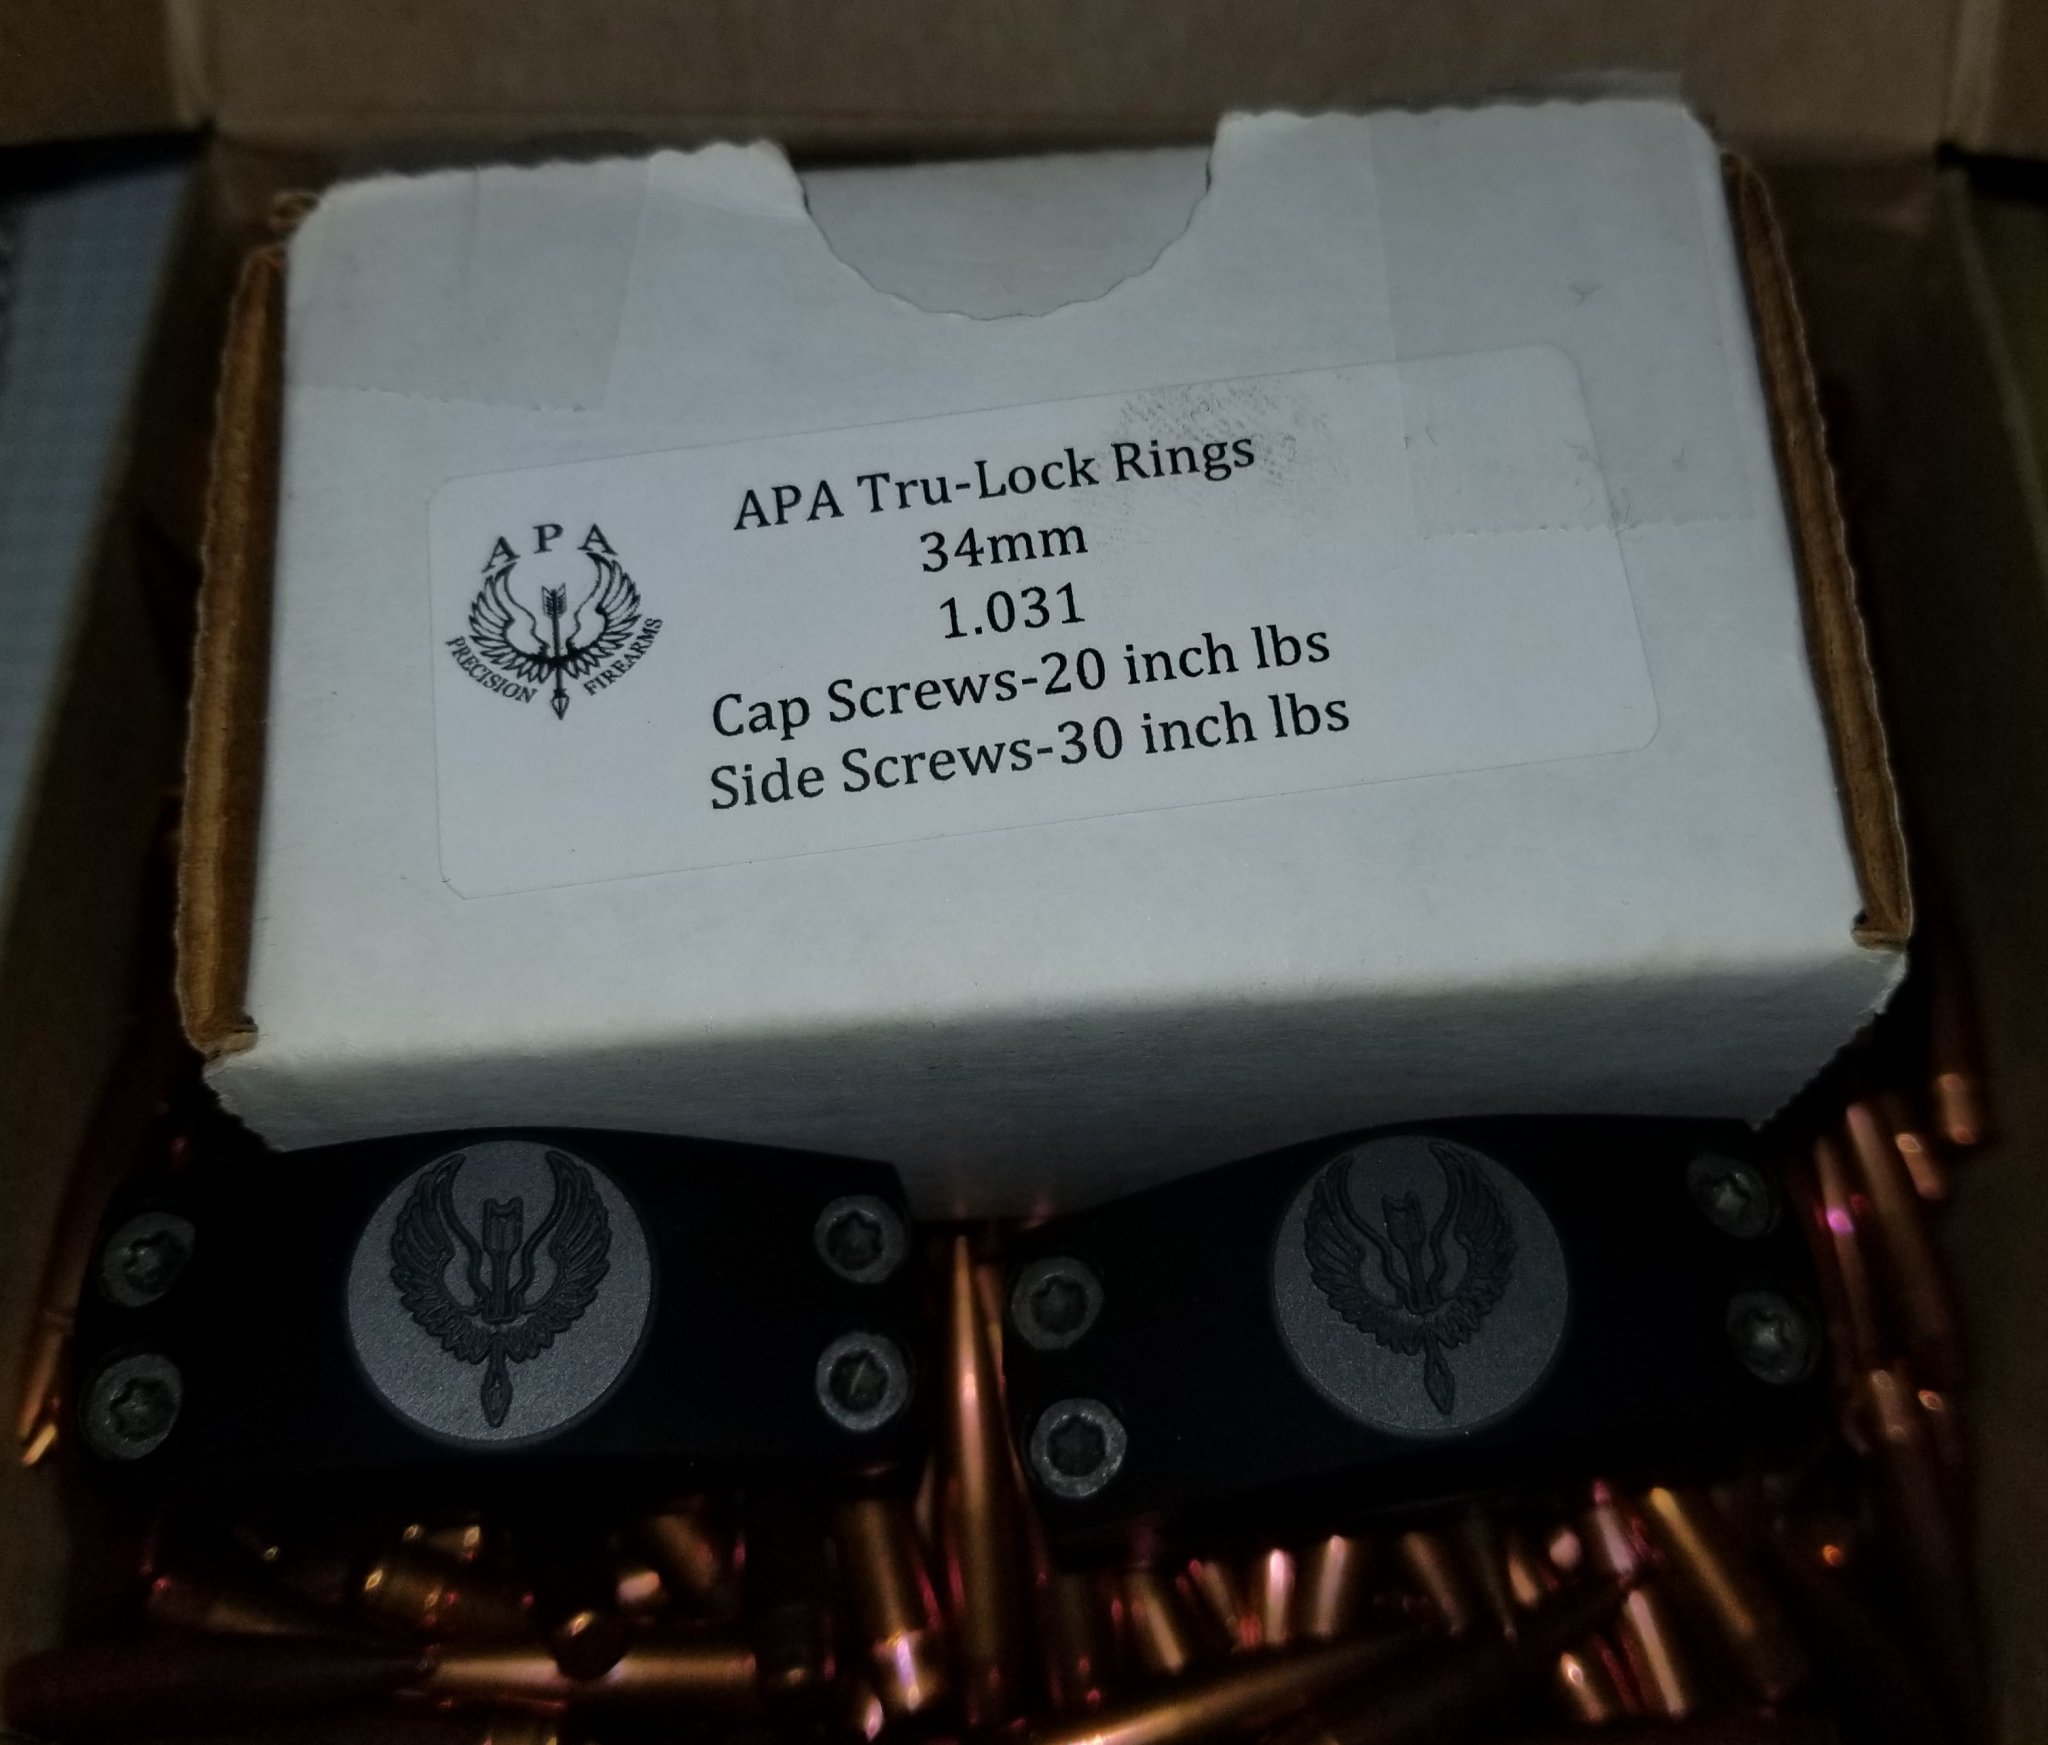 APA Tru-Lock Rings
34mm
1.031
Cap Screws-20 inch lbs
Side Screws-30 inch lbs
APA
PRECISION FIREARMS